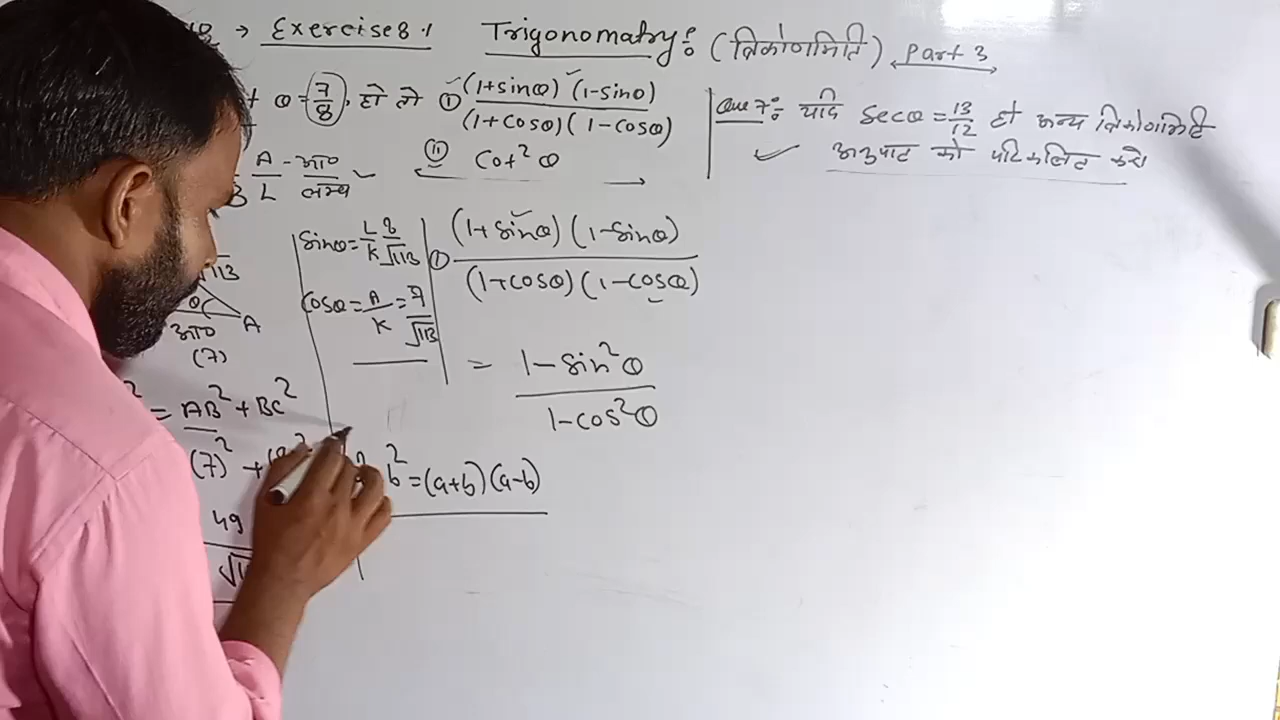 → Exercise 8.1 Trigonomatry (त्रिकोणमिति) Part 3
θ = 7/8, हो तो ① (1+sinθ) (1-sinθ) / (1+cosθ) (1-cosθ)
⑪ Cot²θ
A/L - आ०/लम्ब
Que 7: यदि Secθ = 13/12 हो अन्य त्रिकोणमिति
अनुपात को परिकलित करो
θ
आ० A
(7)
= AB² + BC²
(7)² +
49
sinθ = L/K 8/√113
cosθ = A/K = 7/√113
① (1+sinθ) (1-sinθ) / (1+cosθ) (1-cosθ)
= 1-sin²θ / 1-cos²θ
b² = (a+b) (a-b)